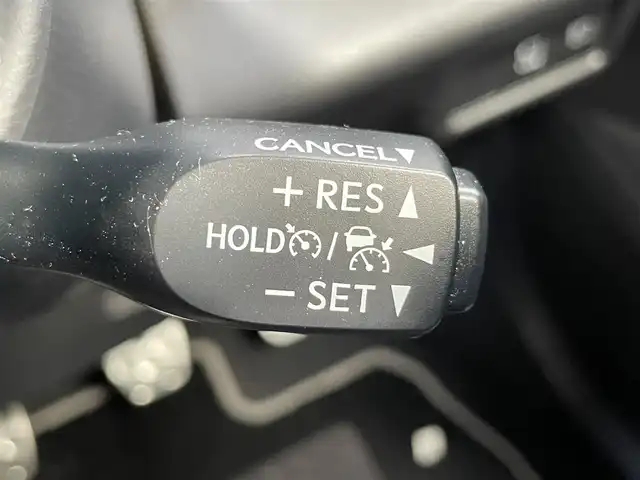 CANCEL▼
+ RES ▲
HOLD / ◀
− SET ▼